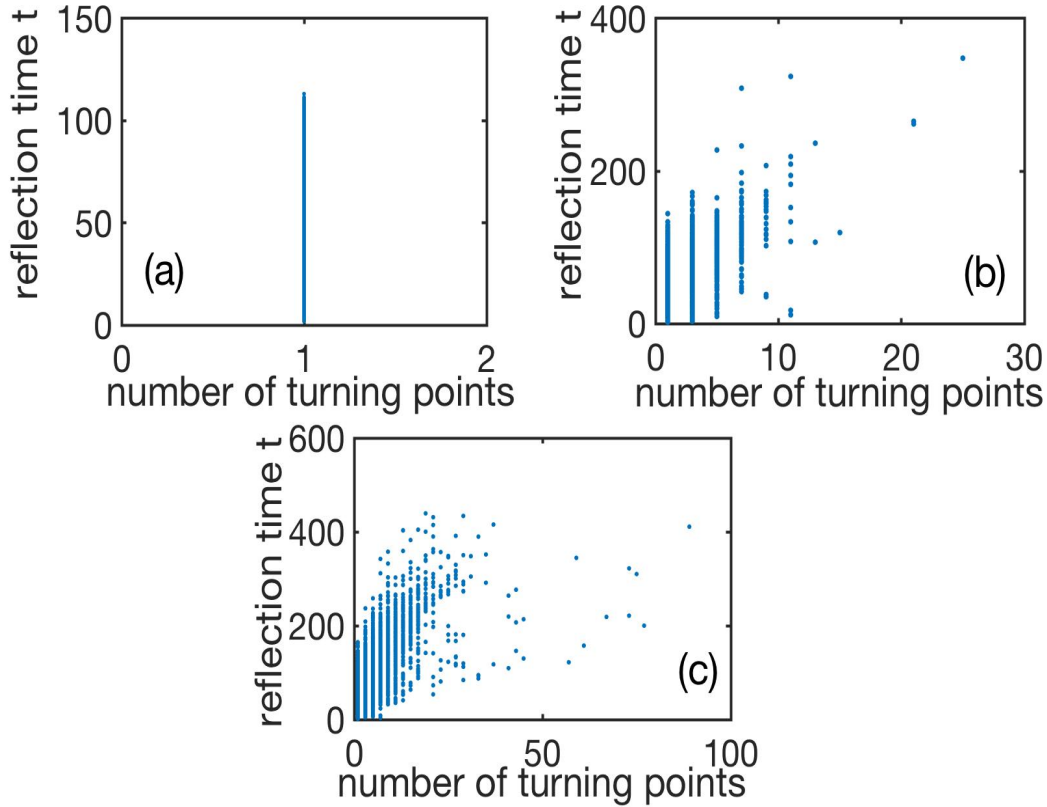 reflection time t
150
100
50
0
(a)
0 1 2
number of turning points
reflection time t
400
200
0
(b)
0 10 20 30
number of turning points
reflection time t
600
400
200
0
(c)
0 50 100
number of turning points